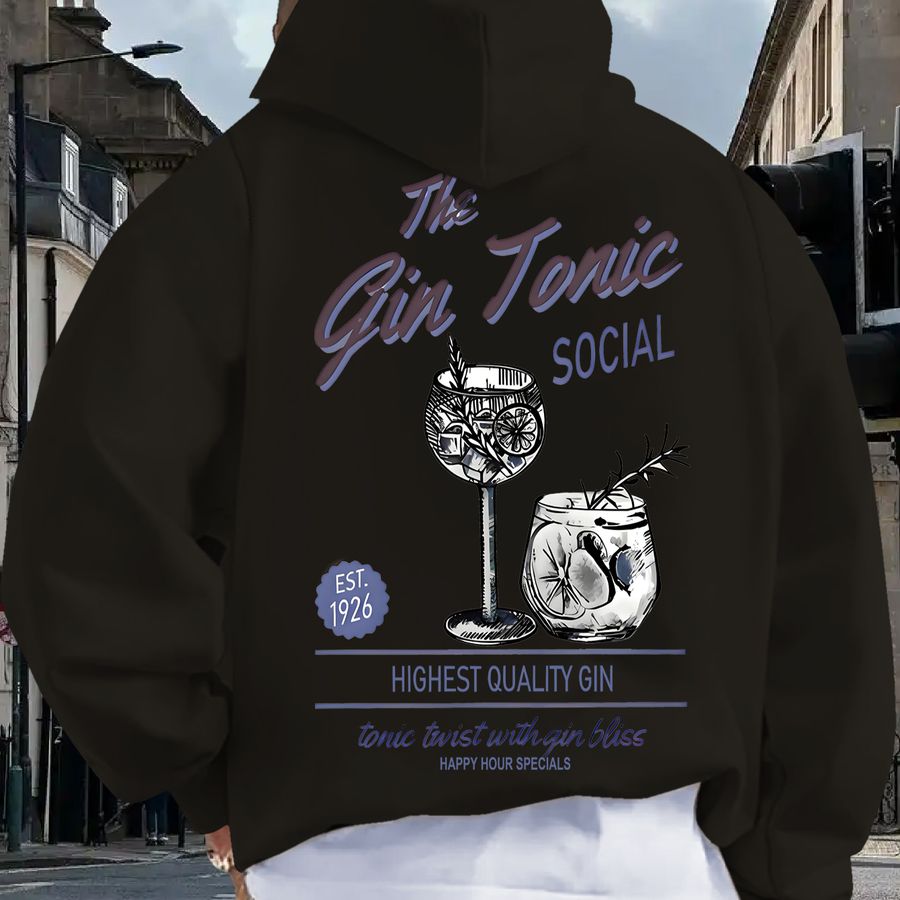 The
Gin Tonic
SOCIAL
EST.
1926
HIGHEST QUALITY GIN
tonic twist with gin bliss
HAPPY HOUR SPECIALS